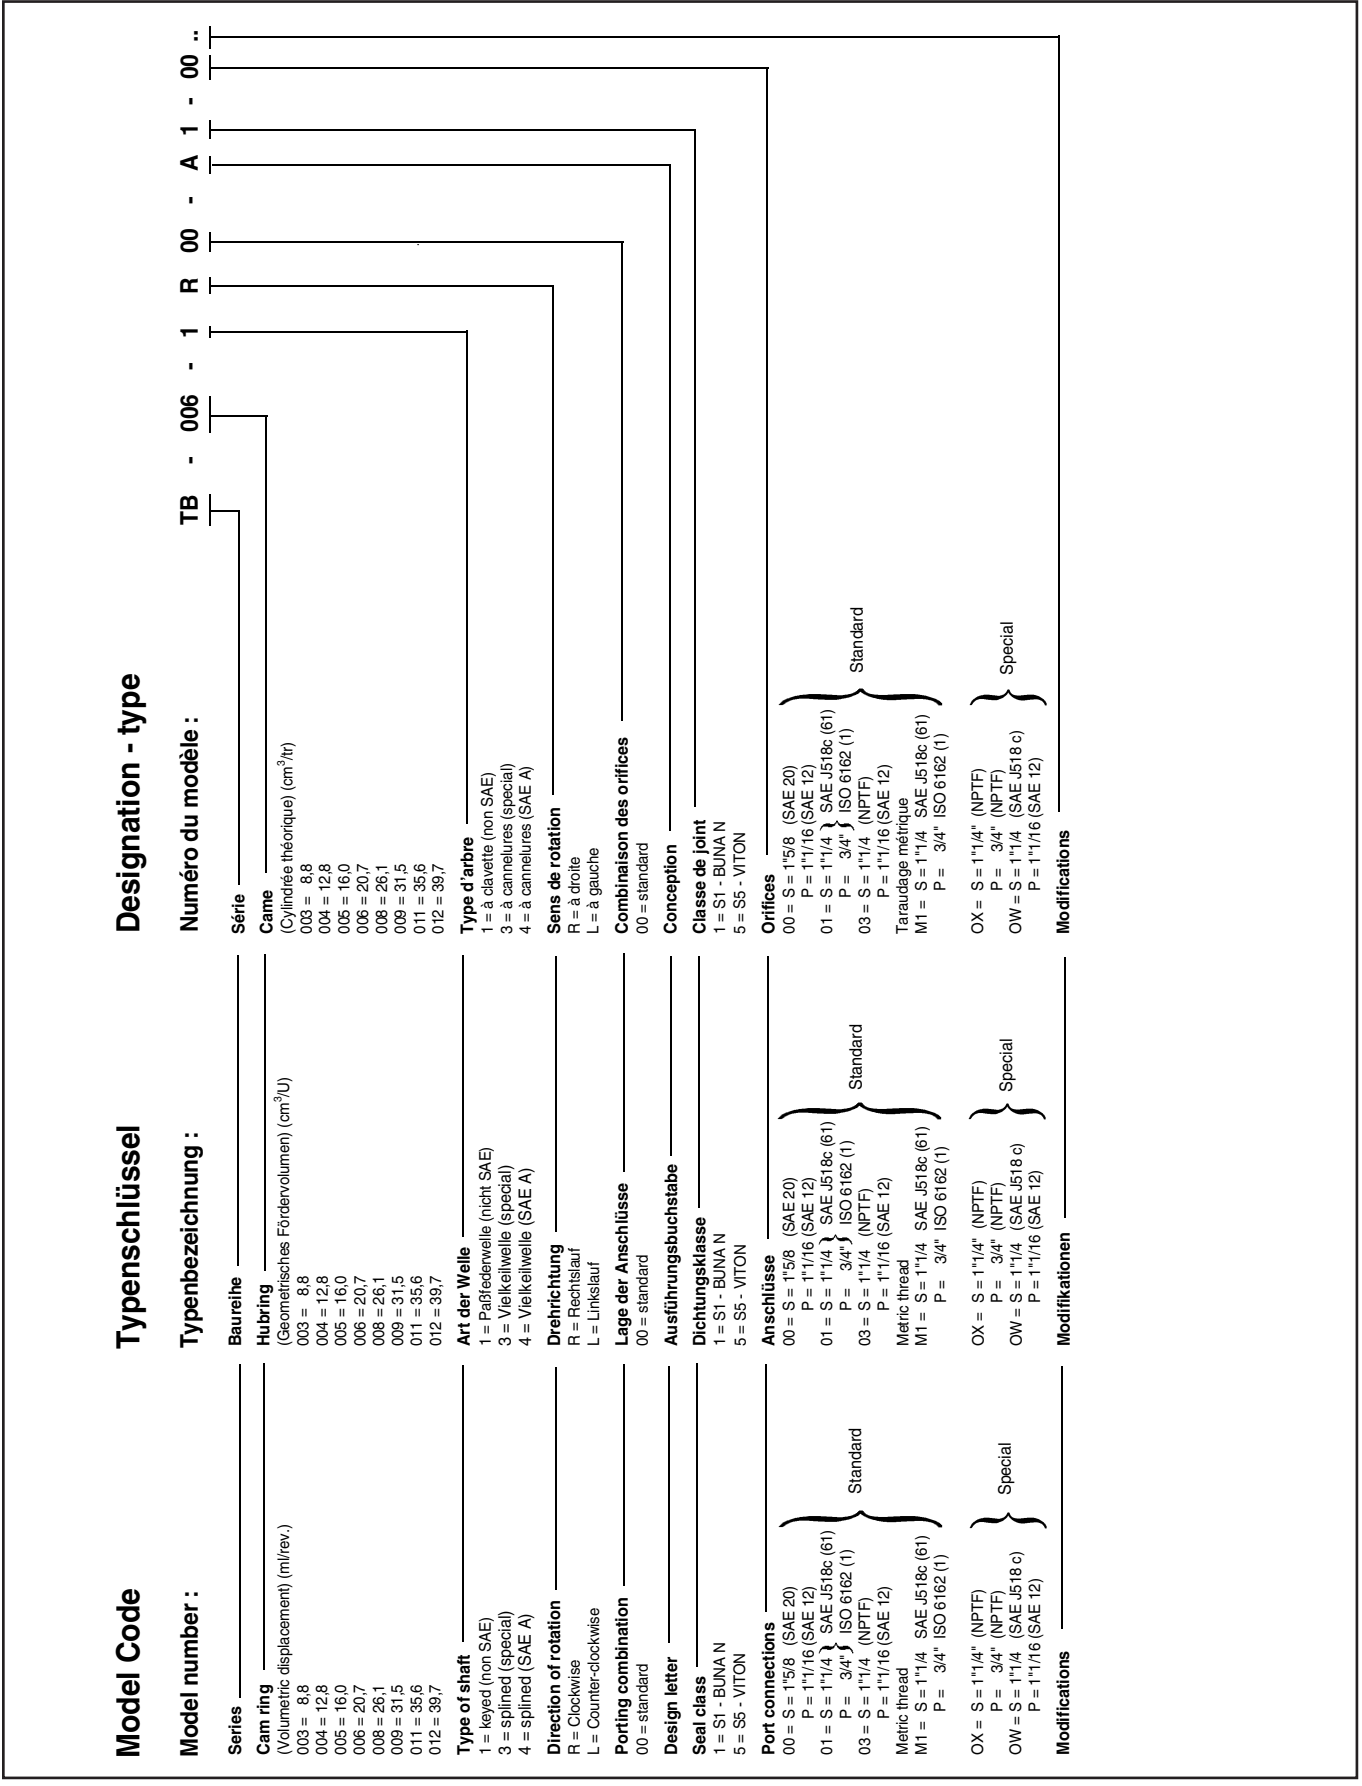 Model Code
Typenschlüssel
Designation - type
Model number :
Typenbezeichnung :
Numéro du modèle :
TB - 006 - 1 R 00 - A 1 - 00 ..
Series
Cam ring
(Volumetric displacement) (ml/rev.)
003 = 8,8
004 = 12,8
005 = 16,0
006 = 20,7
008 = 26,1
009 = 31,5
011 = 35,6
012 = 39,7
Type of shaft
1 = keyed (non SAE)
3 = splined (special)
4 = splined (SAE A)
Direction of rotation
R = Clockwise
L = Counter-clockwise
Porting combination
00 = standard
Design letter
Seal class
1 = S1 - BUNA N
5 = S5 - VITON
Port connections
00 = S = 1"5/8 (SAE 20)
P = 1"1/16 (SAE 12)
01 = S = 1"1/4 } SAE J518c (61)
P = 3/4" } ISO 6162 (1)
03 = S = 1"1/4 (NPTF)
P = 1"1/16 (SAE 12)
Metric thread
M1 = S = 1"1/4 SAE J518c (61)
P = 3/4" ISO 6162 (1)
Standard
OX = S = 1"1/4" (NPTF)
P = 3/4" (NPTF)
OW = S = 1"1/4 (SAE J518 c)
P = 1"1/16 (SAE 12)
Special
Modifications
Baureihe
Hubring
(Geometrisches Fördervolumen) (cm³/U)
003 = 8,8
004 = 12,8
005 = 16,0
006 = 20,7
008 = 26,1
009 = 31,5
011 = 35,6
012 = 39,7
Art der Welle
1 = Paßfederwelle (nicht SAE)
3 = Vielkeilwelle (special)
4 = Vielkeilwelle (SAE A)
Drehrichtung
R = Rechtslauf
L = Linkslauf
Lage der Anschlüsse
00 = standard
Ausführungsbuchstabe
Dichtungsklasse
1 = S1 - BUNA N
5 = S5 - VITON
Anschlüsse
00 = S = 1"5/8 (SAE 20)
P = 1"1/16 (SAE 12)
01 = S = 1"1/4 } SAE J518c (61)
P = 3/4" } ISO 6162 (1)
03 = S = 1"1/4 (NPTF)
P = 1"1/16 (SAE 12)
Metric thread
M1 = S = 1"1/4 SAE J518c (61)
P = 3/4" ISO 6162 (1)
Standard
OX = S = 1"1/4" (NPTF)
P = 3/4" (NPTF)
OW = S = 1"1/4 (SAE J518 c)
P = 1"1/16 (SAE 12)
Special
Modifikationen
Série
Came
(Cylindrée théorique) (cm³/tr)
003 = 8,8
004 = 12,8
005 = 16,0
006 = 20,7
008 = 26,1
009 = 31,5
011 = 35,6
012 = 39,7
Type d'arbre
1 = à clavette (non SAE)
3 = à cannelures (special)
4 = à cannelures (SAE A)
Sens de rotation
R = à droite
L = à gauche
Combinaison des orifices
00 = standard
Conception
Classe de joint
1 = S1 - BUNA N
5 = S5 - VITON
Orifices
00 = S = 1"5/8 (SAE 20)
P = 1"1/16 (SAE 12)
01 = S = 1"1/4 } SAE J518c (61)
P = 3/4" } ISO 6162 (1)
03 = S = 1"1/4 (NPTF)
P = 1"1/16 (SAE 12)
Taraudage métrique
M1 = S = 1"1/4 SAE J518c (61)
P = 3/4" ISO 6162 (1)
Standard
OX = S = 1"1/4" (NPTF)
P = 3/4" (NPTF)
OW = S = 1"1/4 (SAE J518 c)
P = 1"1/16 (SAE 12)
Special
Modifications